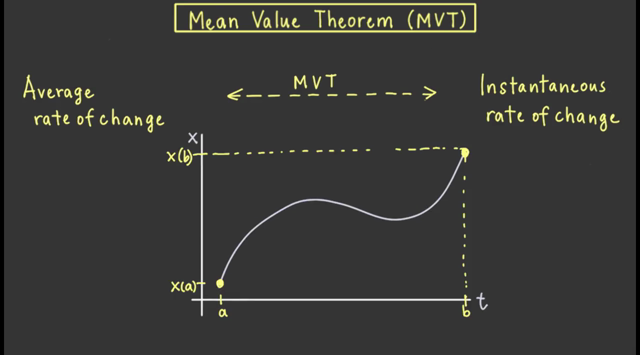 Mean Value Theorem (MVT)
Average
rate of change
MVT
Instantaneous
rate of change
x
x(b)
x(a)
a
b
t